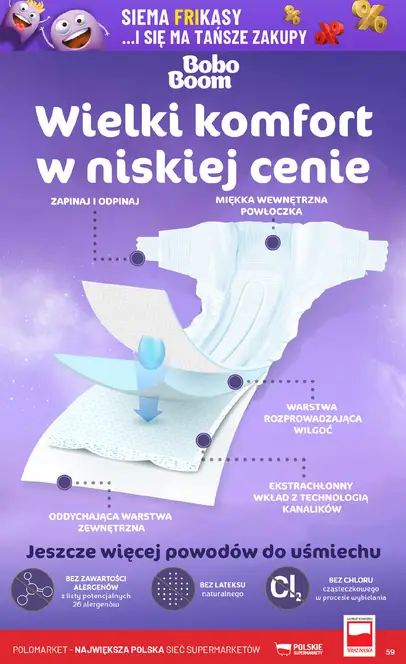 SIEMA FRIKASY
...I SIĘ MA TAŃSZE ZAKUPY
Bobo
Boom
Wielki komfort
w niskiej cenie
ZAPINAJ I ODPINAJ
MIĘKKA WEWNĘTRZNA
POWŁOCZKA
WARSTWA
ROZPROWADZAJĄCA
WILGOĆ
EKSTRACHŁONNY
WKŁAD Z TECHNOLOGIĄ
KANALIKÓW
ODDYCHAJĄCA WARSTWA
ZEWNĘTRZNA
Jeszcze więcej powodów do uśmiechu
BEZ ZAWARTOŚCI
ALERGENÓW
z listy potencjalnych
26 alergenów
BEZ LATEKSU
naturalnego
Cl2
BEZ CHLORU
cząsteczkowego
w procesie wybielania
POLOMARKET – NAJWIĘKSZA POLSKA SIEĆ SUPERMARKETÓW
POLSKIE
SUPERMARKETY
59